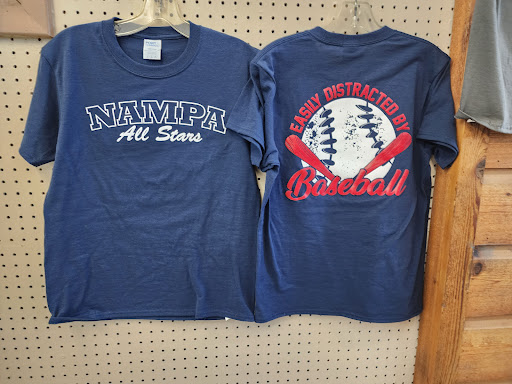 NAMPA
All Stars
EASILY DISTRACTED BY
Baseball